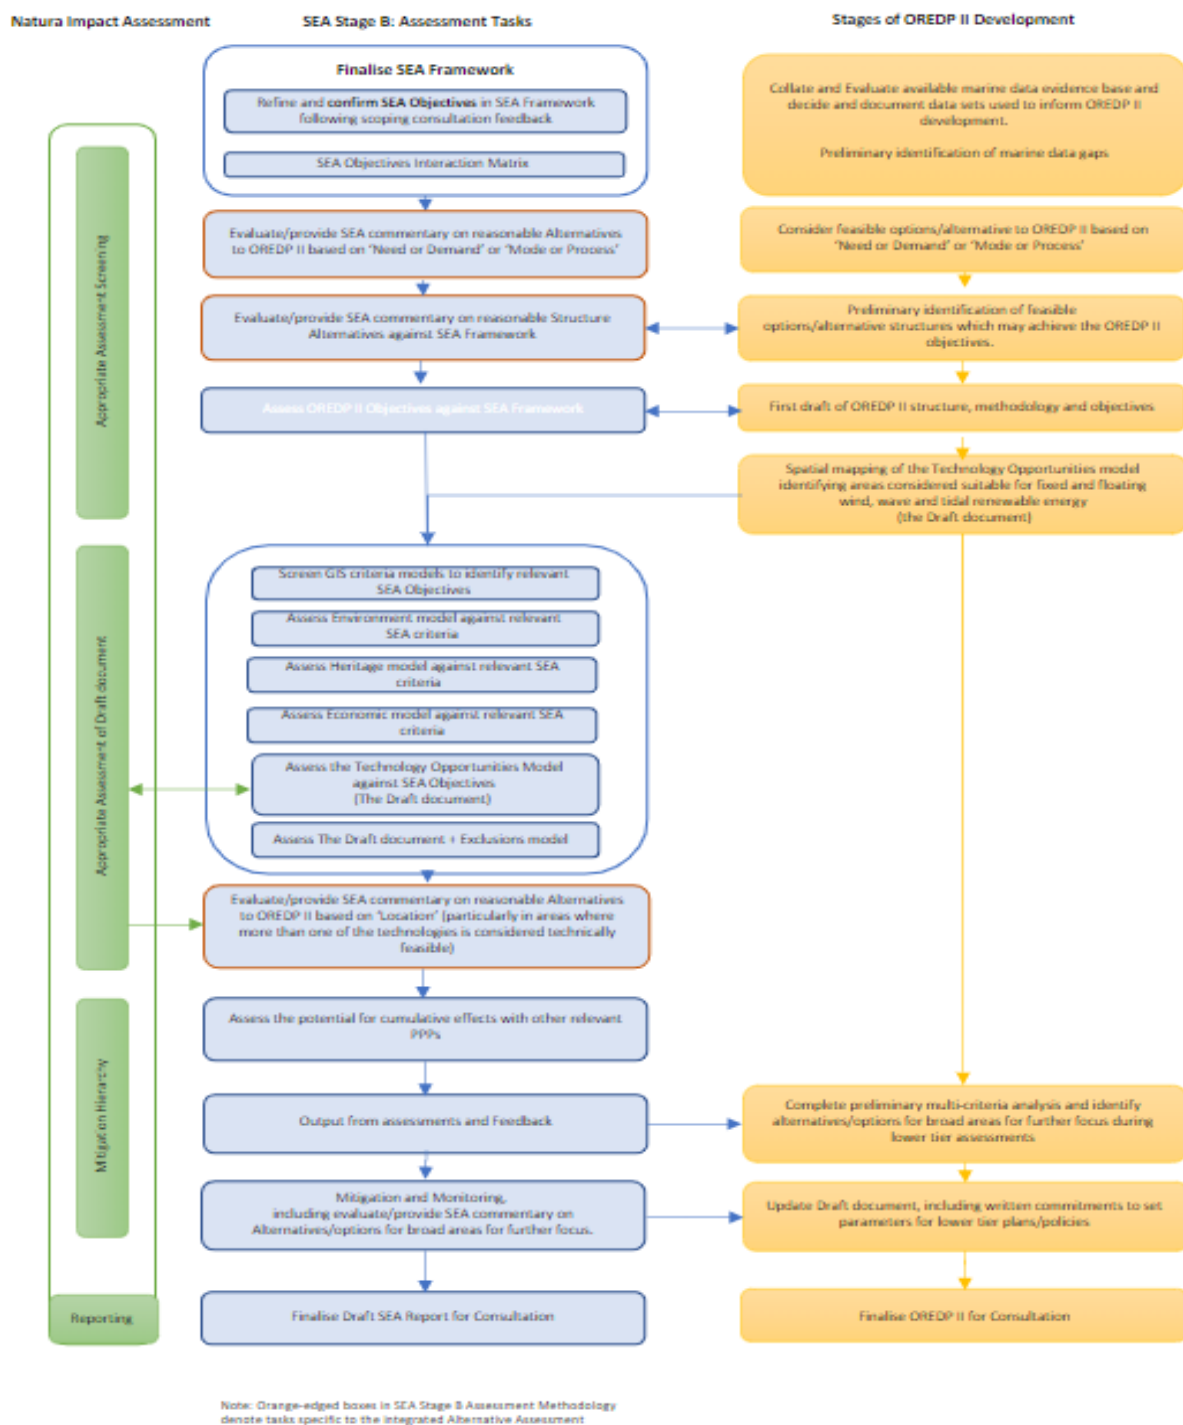 Natura Impact Assessment
SEA Stage B: Assessment Tasks
Stages of OREDP II Development
Finalise SEA Framework
Refine and confirm SEA Objectives in SEA Framework
following scoping consultation feedback
SEA Objectives Interaction Matrix
Collate and Evaluate available marine data evidence base and
decide and document data sets used to inform OREDP II
development.
Preliminary identification of marine data gaps
Evaluate/provide SEA commentary on reasonable Alternatives
to OREDP II based on 'Need or Demand' or 'Mode or Process'
Consider feasible options/alternative to OREDP II based on
'Need or Demand' or 'Mode or Process'
Evaluate/provide SEA commentary on reasonable Structure
Alternatives against SEA Framework
Preliminary identification of feasible
options/alternative structures which may achieve the OREDP II
objectives.
Assess OREDP II Objectives against SEA Framework
First draft of OREDP II structure, methodology and objectives
Spatial mapping of the Technology Opportunities model
identifying areas considered suitable for fixed and floating
wind, wave and tidal renewable energy
(the Draft document)
Appropriate Assessment Screening
Screen GIS criteria models to identify relevant
SEA Objectives
Assess Environment model against relevant
SEA criteria
Assess Heritage model against relevant SEA
criteria
Assess Economic model against relevant SEA
criteria
Assess the Technology Opportunities Model
against SEA Objectives
(The Draft document)
Assess The Draft document + Exclusions model
Appropriate Assessment of Draft document
Evaluate/provide SEA commentary on reasonable Alternatives
to OREDP II based on 'Location' (particularly in areas where
more than one of the technologies is considered technically
feasible)
Assess the potential for cumulative effects with other relevant
PPPs
Mitigation Hierarchy
Output from assessments and Feedback
Complete preliminary multi-criteria analysis and identify
alternatives/options for broad areas for further focus during
lower tier assessments
Mitigation and Monitoring,
including evaluate/provide SEA commentary on
Alternatives/options for broad areas for further focus.
Update Draft document, including written commitments to set
parameters for lower tier plans/policies
Reporting
Finalise Draft SEA Report for Consultation
Finalise OREDP II for Consultation
Note: Orange-edged boxes in SEA Stage B Assessment Methodology
denote tasks specific to the Integrated Alternative Assessment